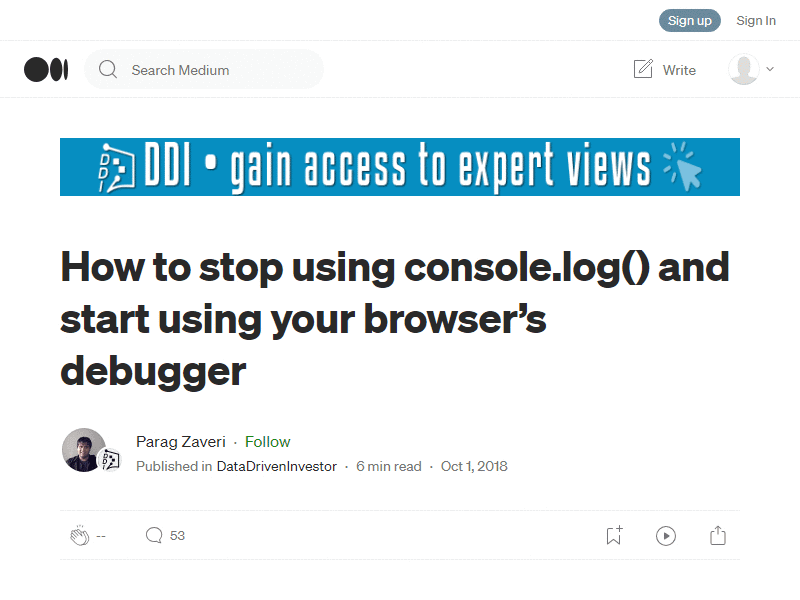 Sign up Sign In
Search Medium Write
DDI DDI • gain access to expert views
How to stop using console.log() and
start using your browser's
debugger
Parag Zaveri · Follow
Published in DataDrivenInvestor · 6 min read · Oct 1, 2018
-- 53